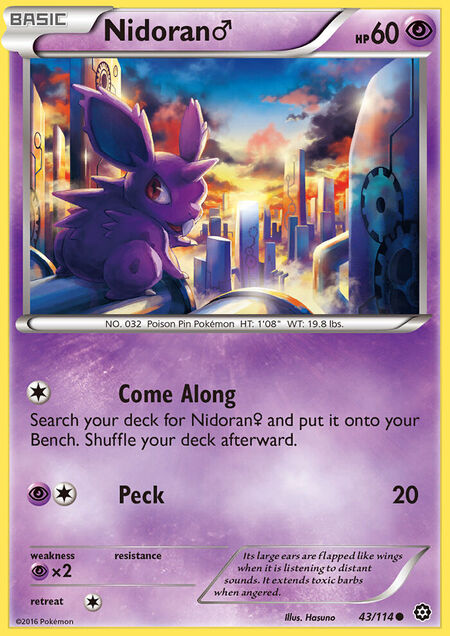 BASIC
Nidoran♂ HP60
NO. 032 Poison Pin Pokémon HT: 1'08" WT: 19.8 lbs.
Come Along
Search your deck for Nidoran♀ and put it onto your
Bench. Shuffle your deck afterward.
Peck 20
weakness resistance
×2
retreat
Its large ears are flapped like wings
when it is listening to distant
sounds. It extends toxic barbs
when angered.
©2016 Pokémon
Illus. Hasuno 43/114